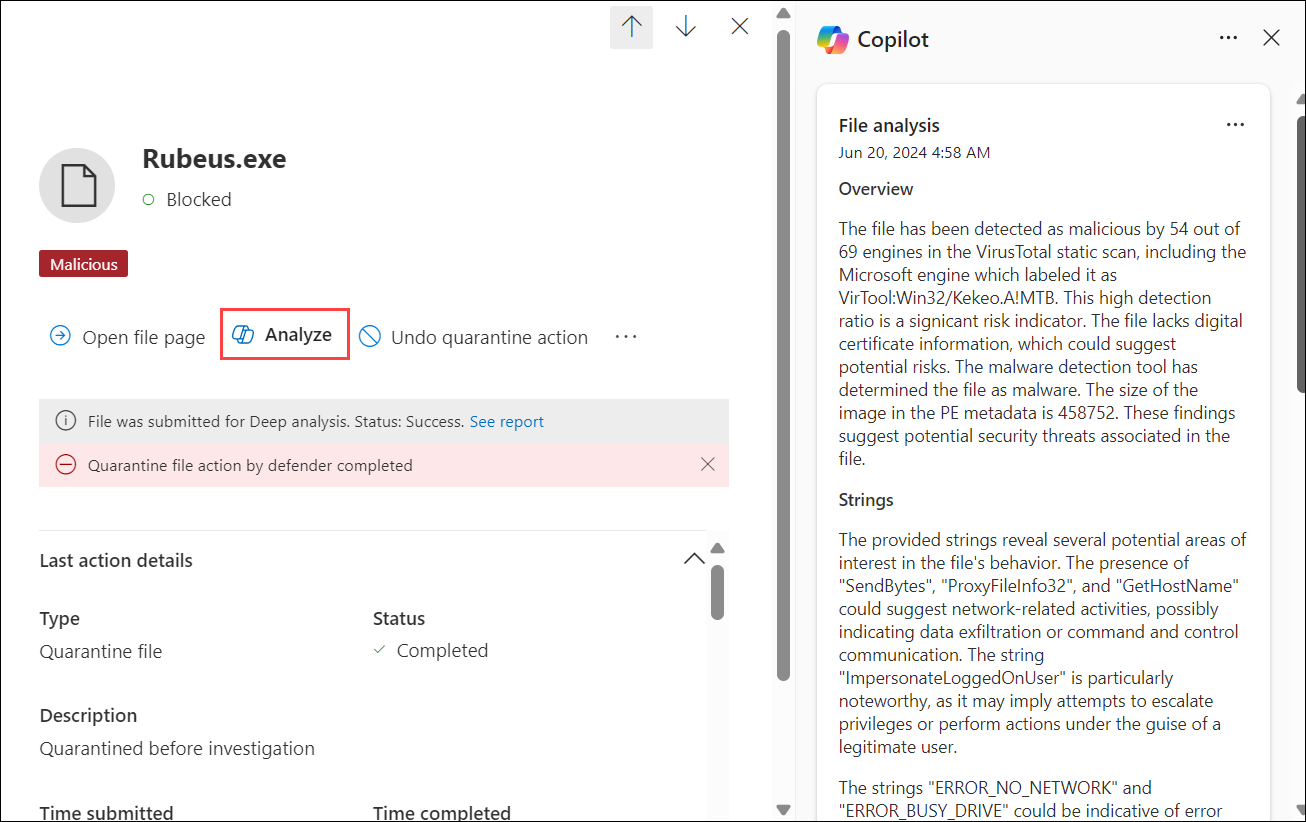 Rubeus.exe
Blocked
Malicious
Open file page
Analyze
Undo quarantine action
File was submitted for Deep analysis. Status: Success. See report
Quarantine file action by defender completed
Last action details
Type
Status
Quarantine file
Completed
Description
Quarantined before investigation
Time submitted
Time completed
Copilot
File analysis
Jun 20, 2024 4:58 AM
Overview
The file has been detected as malicious by 54 out of
69 engines in the VirusTotal static scan, including the
Microsoft engine which labeled it as
VirTool:Win32/Kekeo.A!MTB. This high detection
ratio is a signicant risk indicator. The file lacks digital
certificate information, which could suggest
potential risks. The malware detection tool has
determined the file as malware. The size of the
image in the PE metadata is 458752. These findings
suggest potential security threats associated in the
file.
Strings
The provided strings reveal several potential areas of
interest in the file's behavior. The presence of
"SendBytes", "ProxyFileInfo32", and "GetHostName"
could suggest network-related activities, possibly
indicating data exfiltration or command and control
communication. The string
"ImpersonateLoggedOnUser" is particularly
noteworthy, as it may imply attempts to escalate
privileges or perform actions under the guise of a
legitimate user.
The strings "ERROR_NO_NETWORK" and
"ERROR_BUSY_DRIVE" could be indicative of error